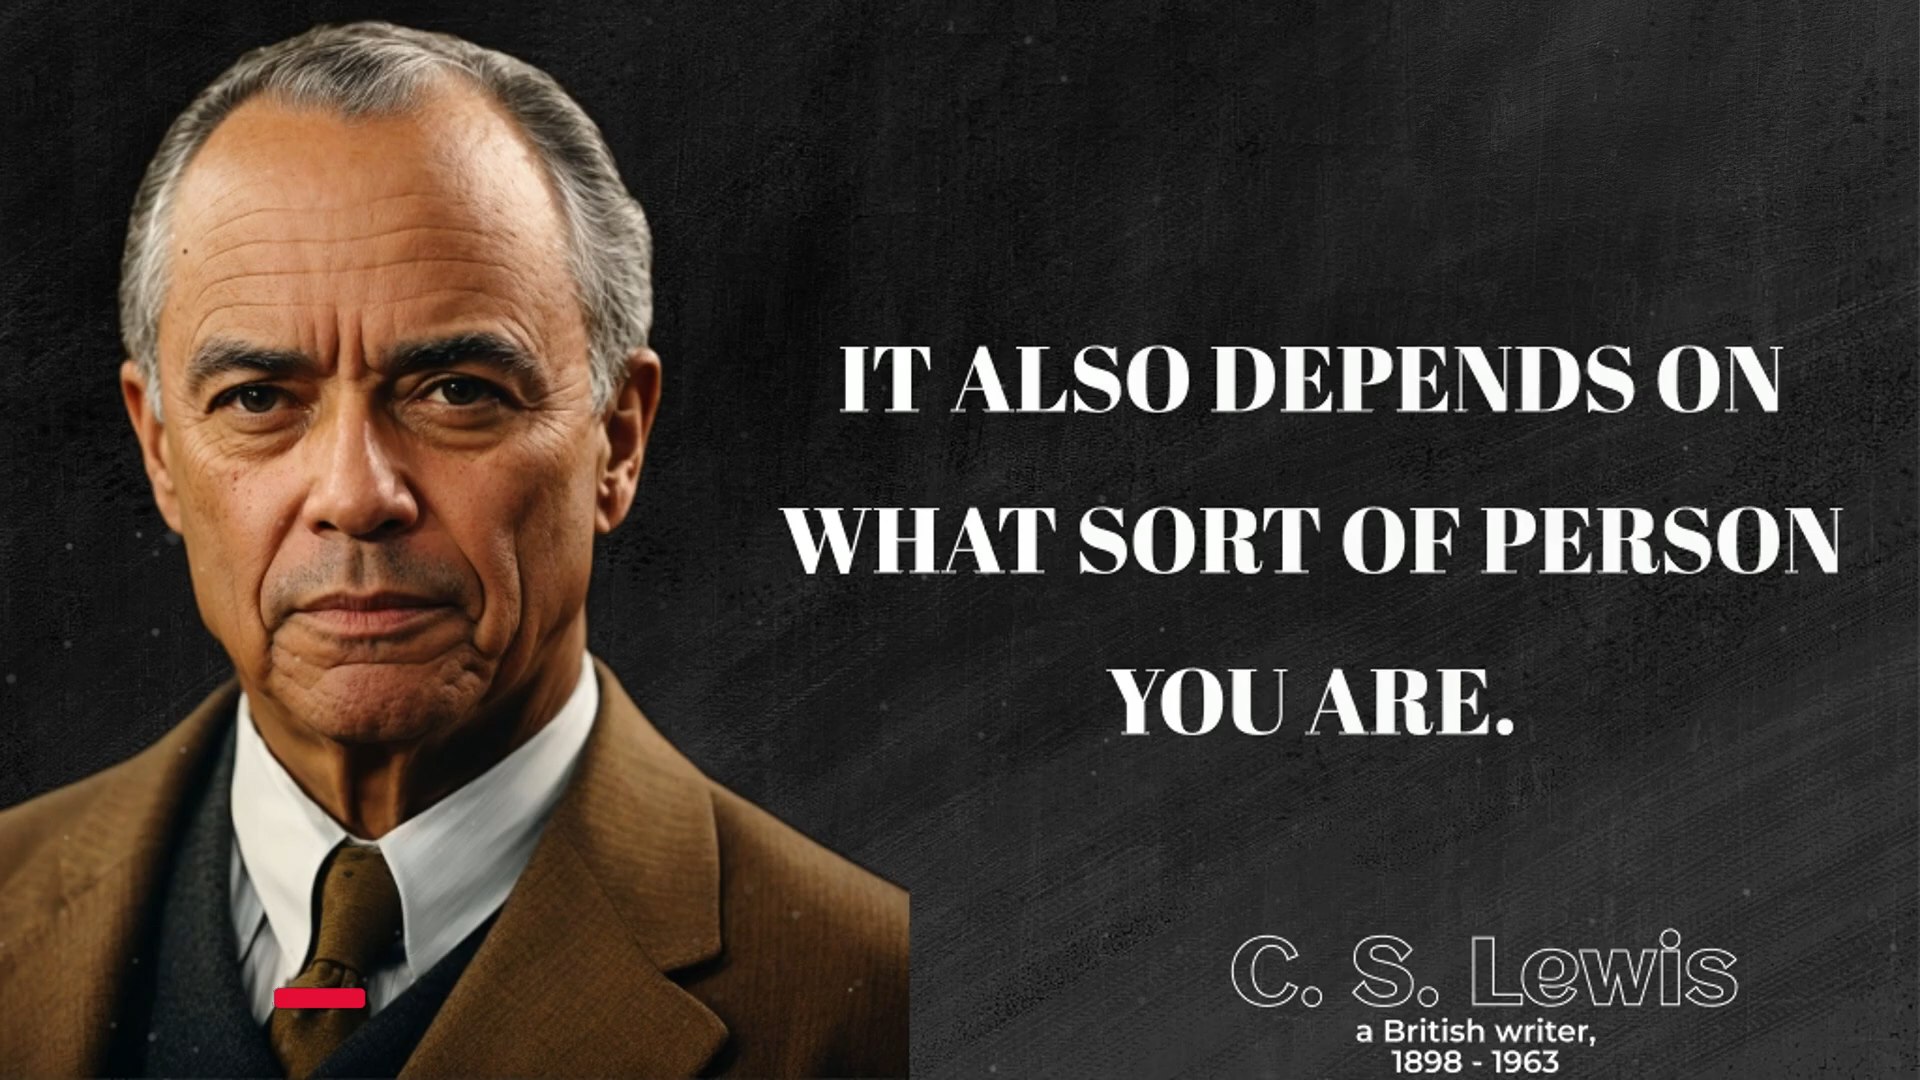 IT ALSO DEPENDS ON
WHAT SORT OF PERSON
YOU ARE.
C. S. Lewis
a British writer,
1898 - 1963